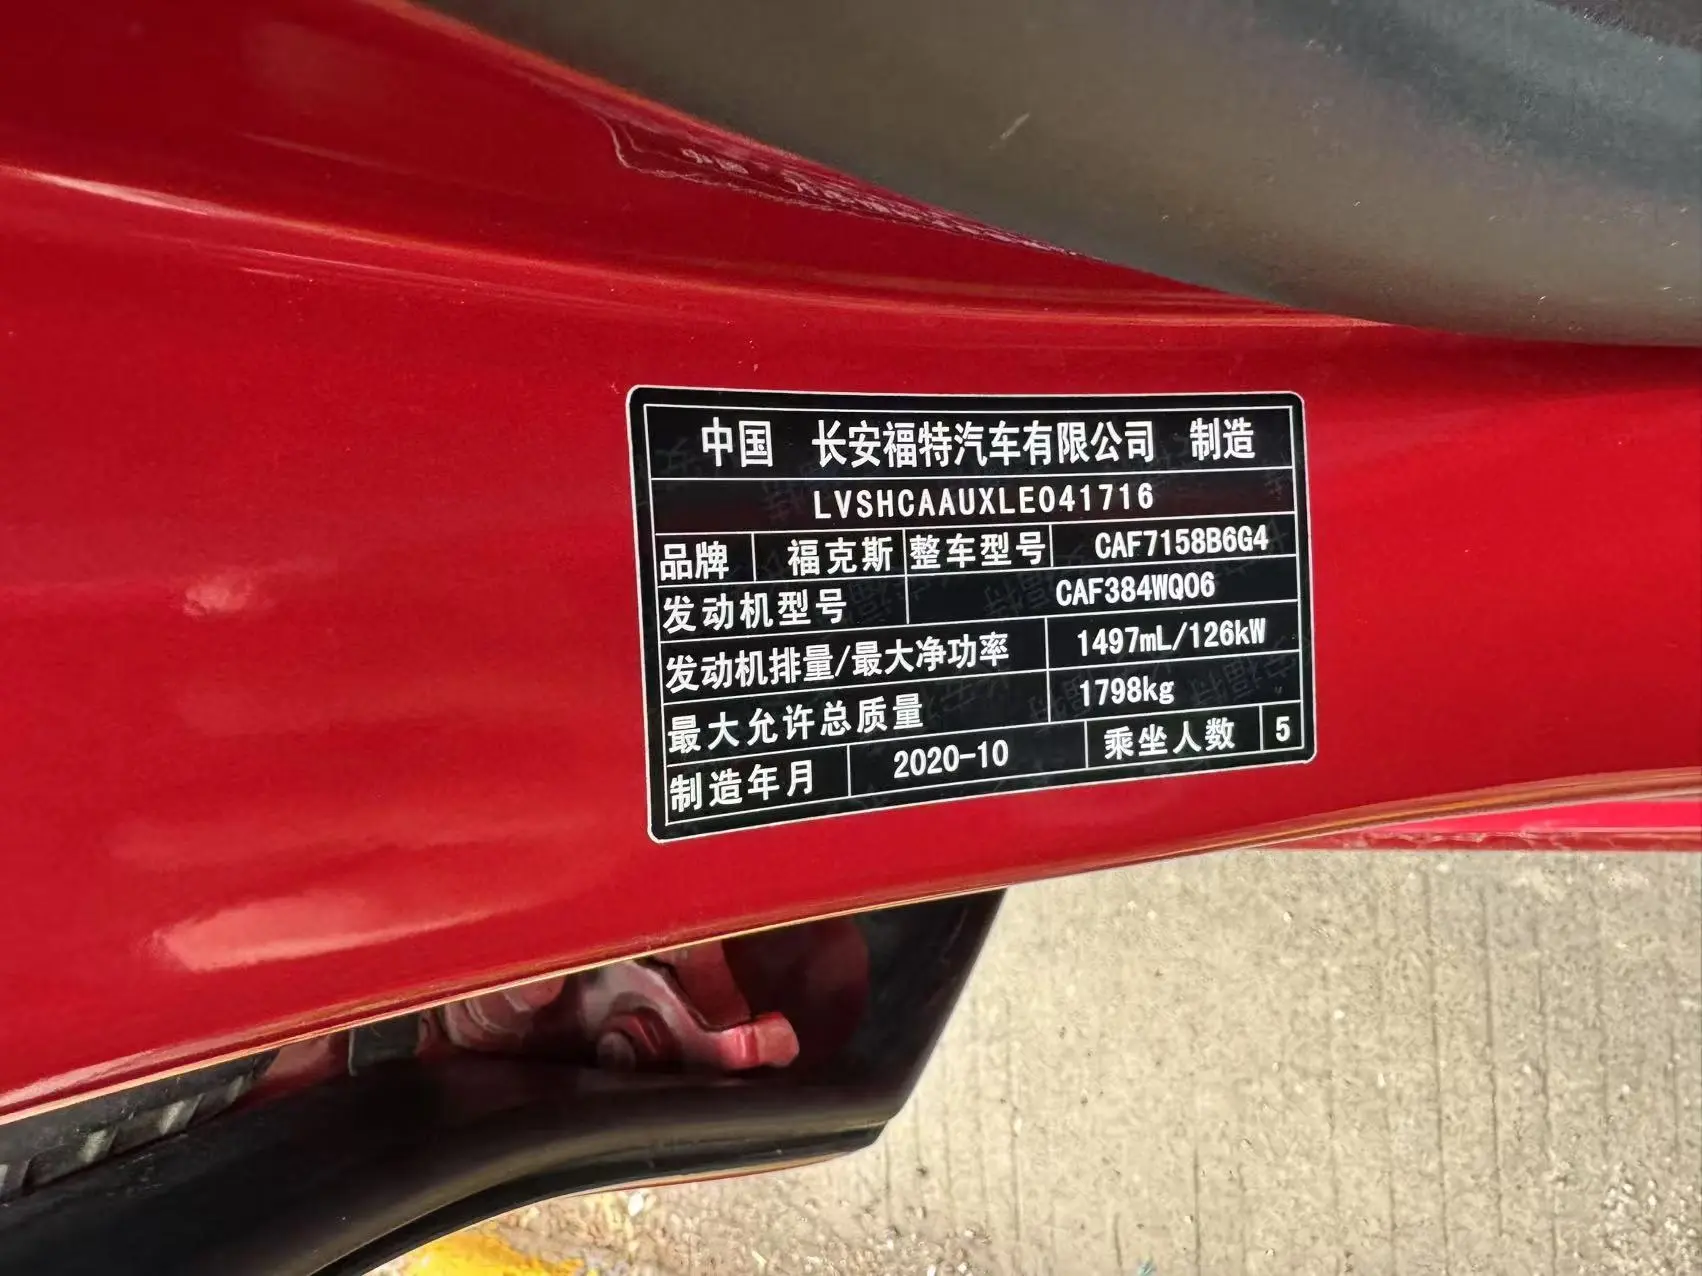 中国 长安福特汽车有限公司 制造
LVSHCAAUXLE041716
品牌 福克斯 整车型号 CAF7158B6G4
发动机型号 CAF384WQ06
发动机排量/最大净功率 1497mL/126kW
最大允许总质量 1798kg
制造年月 2020-10 乘坐人数 5